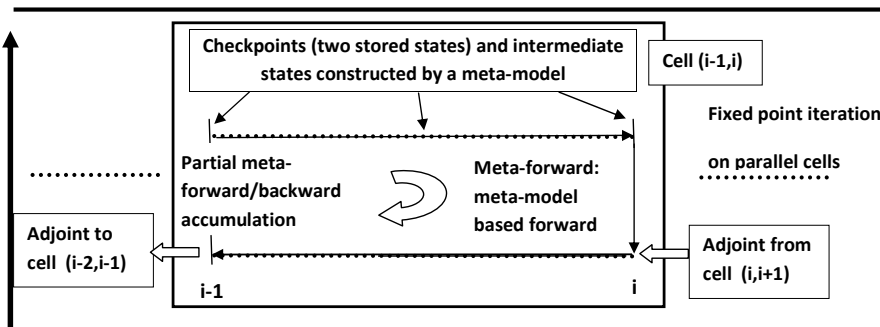 Checkpoints (two stored states) and intermediate
states constructed by a meta-model
Cell (i-1,i)
Fixed point iteration
on parallel cells
Partial meta-
forward/backward
accumulation
Meta-forward:
meta-model
based forward
Adjoint to
cell (i-2,i-1)
Adjoint from
cell (i,i+1)
i-1
i